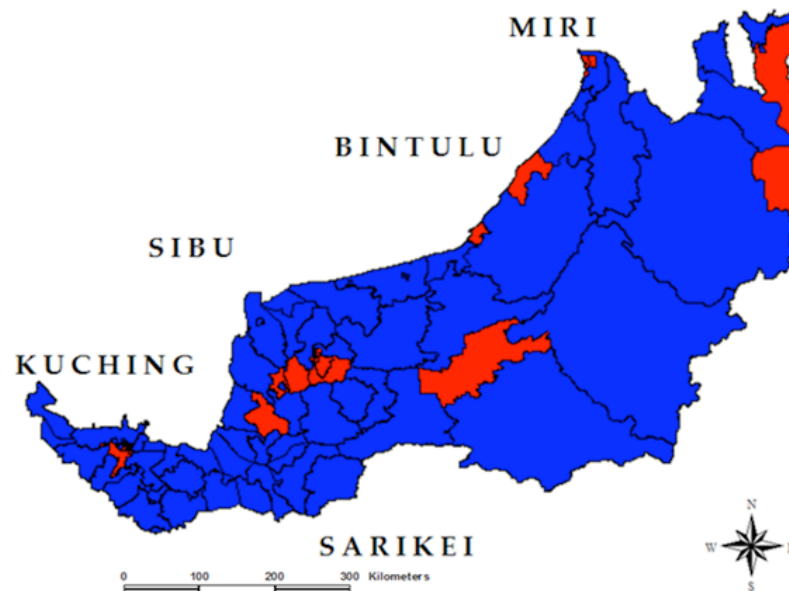 MIRI
BINTULU
SIBU
KUCHING
SARIKEI
N
W
S
0 100 200 300 Kilometers